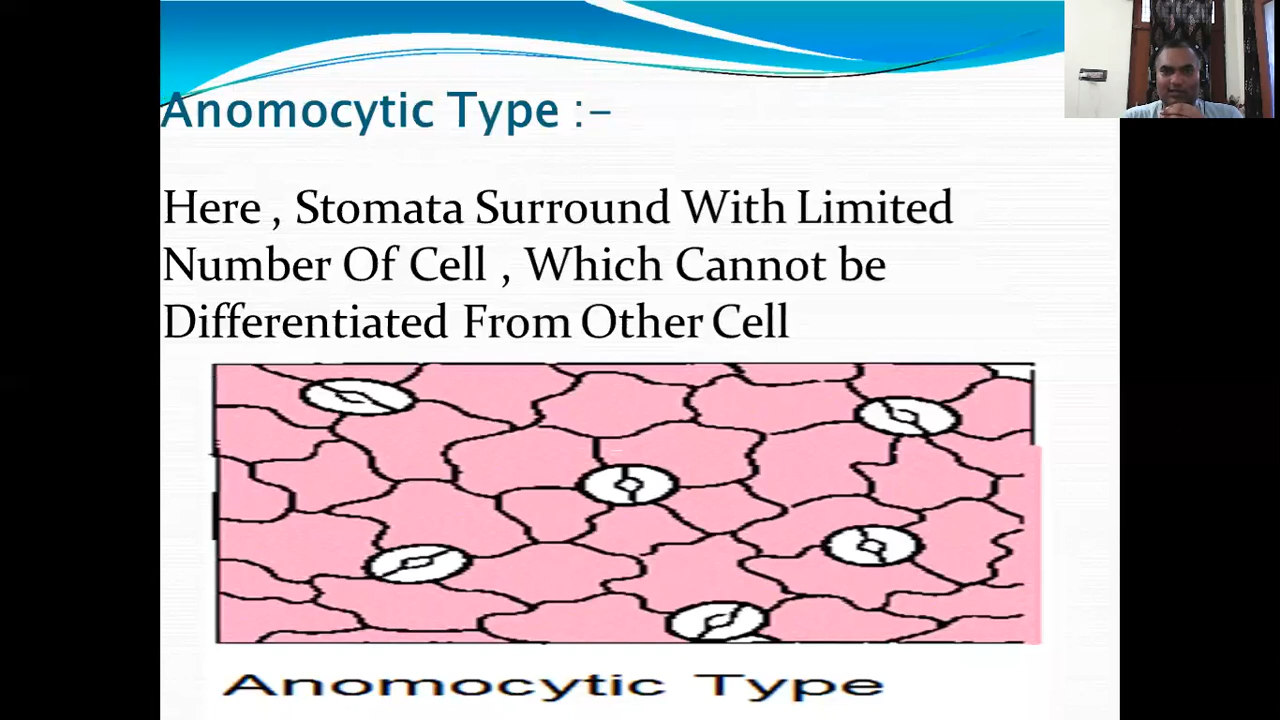 Anomocytic Type :-
Here , Stomata Surround With Limited
Number Of Cell , Which Cannot be
Differentiated From Other Cell
Anomocytic Type